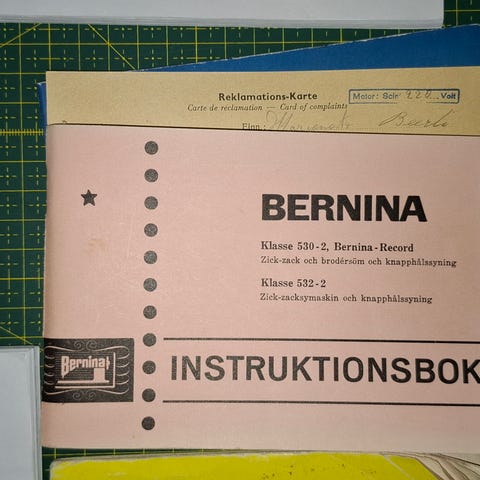 Reklamations-Karte
Motor: Serie 220 Volt
Carte de réclamation — Card of complaints
BERNINA
Klasse 530-2, Bernina-Record
Zick-zack och brodérsöm och knapphålssyning
Klasse 532-2
Zick-zacksymaskin och knapphålssyning
Bernina
INSTRUKTIONSBOK